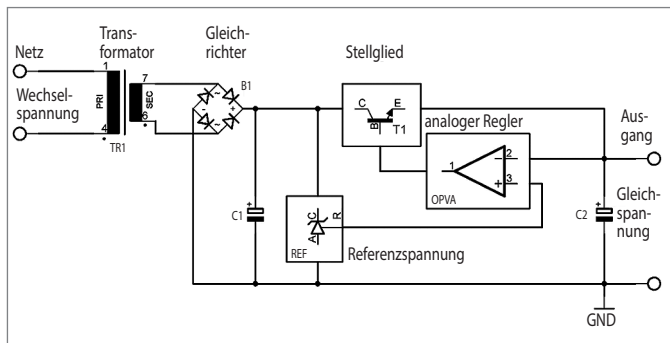 Netz
Trans-
formator
Gleich-
richter
Stellglied
1
7
PRI
SEC
4
6
TR1
Wechsel-
spannung
B1
~
~
-
+
C
E
B
T1
analoger Regler
1
2
3
−
+
OPVA
Aus-
gang
+
C1
A
C
R
REF
Referenzspannung
+
C2
Gleich-
span-
nung
GND